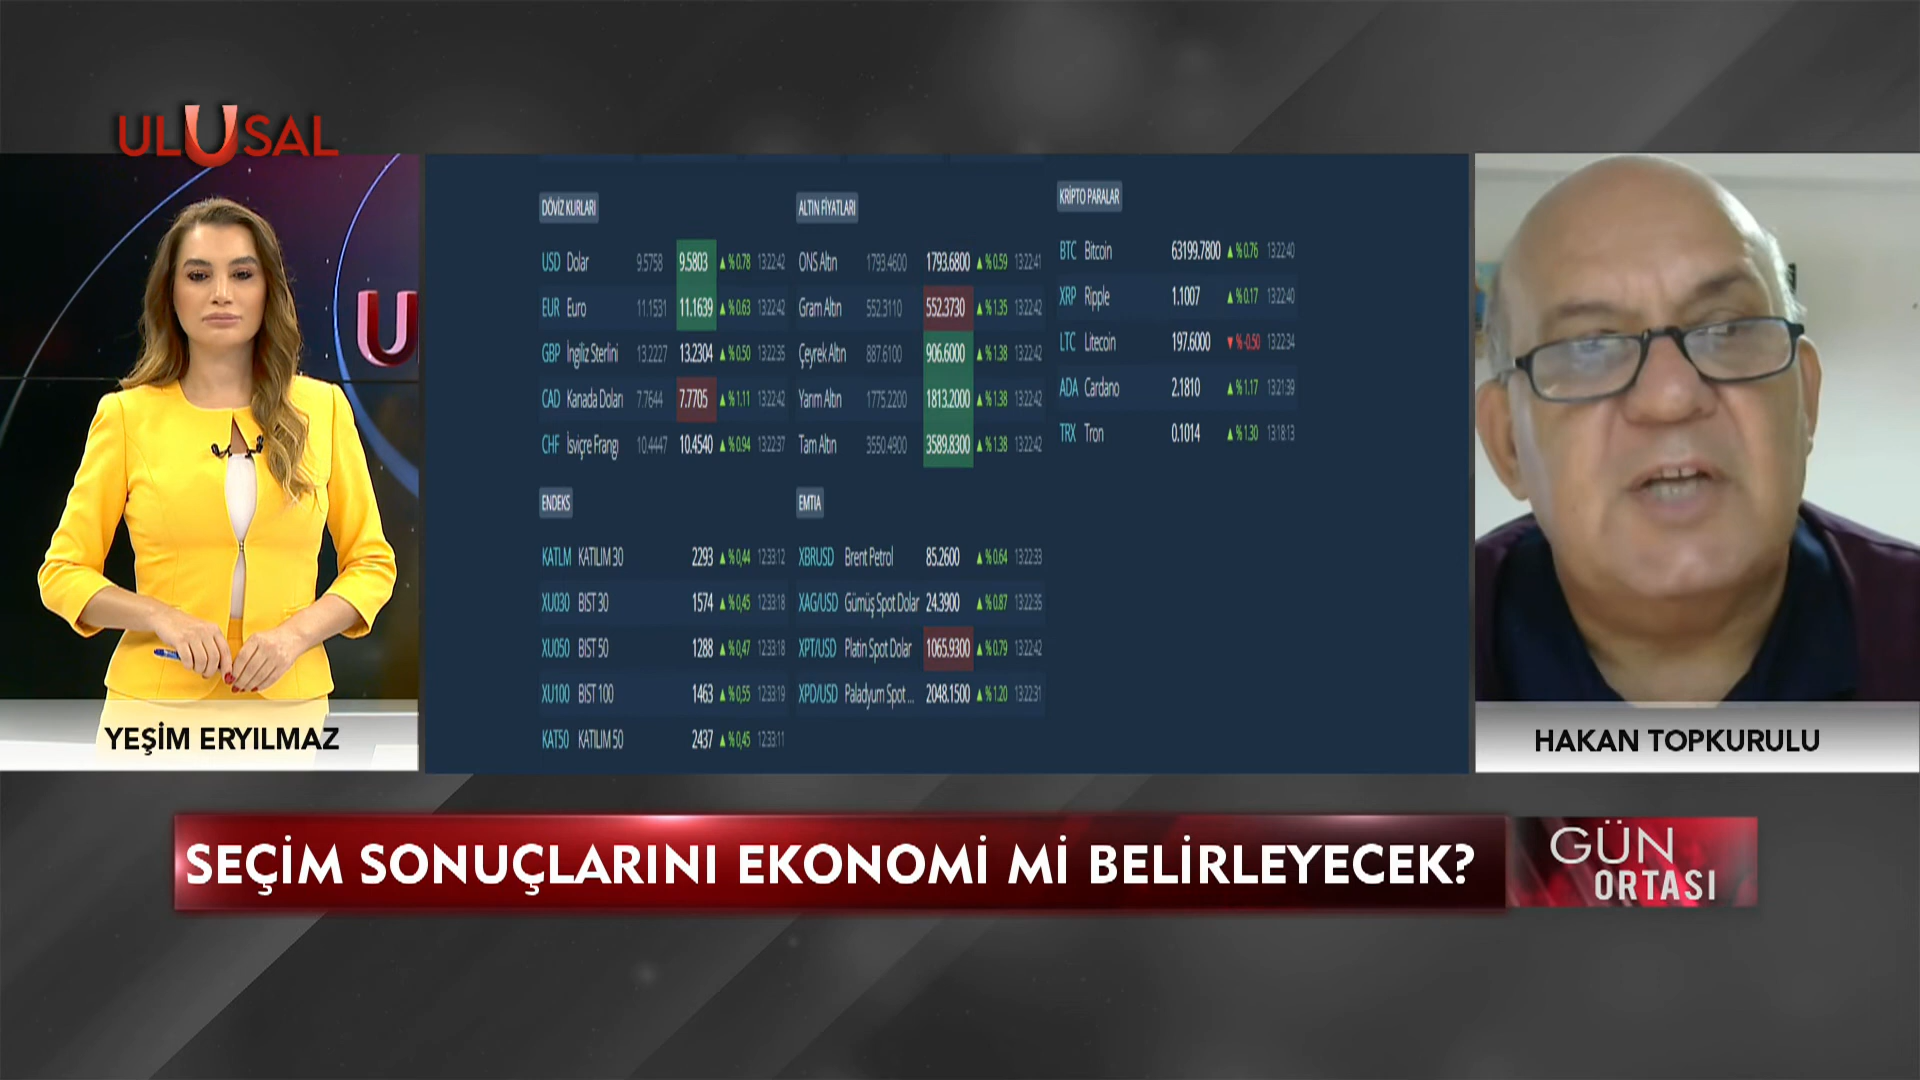 ULUSAL
U
DÖVİZ KURLARI
USD Dolar 9.5758 9.5803 ▲ %0.78 13:22:42
EUR Euro 11.1531 11.1639 ▲ %0.63 13:22:42
GBP İngiliz Sterlini 13.2227 13.2304 ▲ %0.50 13:22:35
CAD Kanada Doları 7.7644 7.7705 ▲ %1.11 13:22:42
CHF İsviçre Frangı 10.4447 10.4540 ▲ %0.94 13:22:37
ALTIN FİYATLARI
ONS Altın 1793.4600 1793.6800 ▲ %0.59 13:22:41
Gram Altın 552.3110 552.3730 ▲ %1.35 13:22:42
Çeyrek Altın 887.6100 906.6000 ▲ %1.38 13:22:42
Yarım Altın 1775.2200 1813.2000 ▲ %1.38 13:22:42
Tam Altın 3550.4900 3589.8300 ▲ %1.38 13:22:42
KRİPTO PARALAR
BTC Bitcoin 63199.7800 ▲ %0.76 13:22:40
XRP Ripple 1.1007 ▲ %0.17 13:22:40
LTC Litecoin 197.6000 ▼ %-0.50 13:22:34
ADA Cardano 2.1810 ▲ %1.17 13:21:39
TRX Tron 0.1014 ▲ %1.30 13:18:13
ENDEKS
KATLM KATILIM 30 2293 ▲ %0,44 12:33:12
XU030 BIST 30 1574 ▲ %0,45 12:33:18
XU050 BIST 50 1288 ▲ %0,47 12:33:18
XU100 BIST 100 1463 ▲ %0,55 12:33:19
KAT50 KATILIM 50 2437 ▲ %0,45 12:33:11
EMTIA
XBRUSD Brent Petrol 85.2600 ▲ %0.64 13:22:33
XAG/USD Gümüş Spot Dolar 24.3900 ▲ %0.87 13:22:35
XPT/USD Platin Spot Dolar 1065.9300 ▲ %0.79 13:22:42
XPD/USD Paladyum Spot ... 2048.1500 ▲ %1.20 13:22:31
YEŞİM ERYILMAZ
HAKAN TOPKURULU
SEÇİM SONUÇLARINI EKONOMİ Mİ BELİRLEYECEK?
GÜN
ORTASI